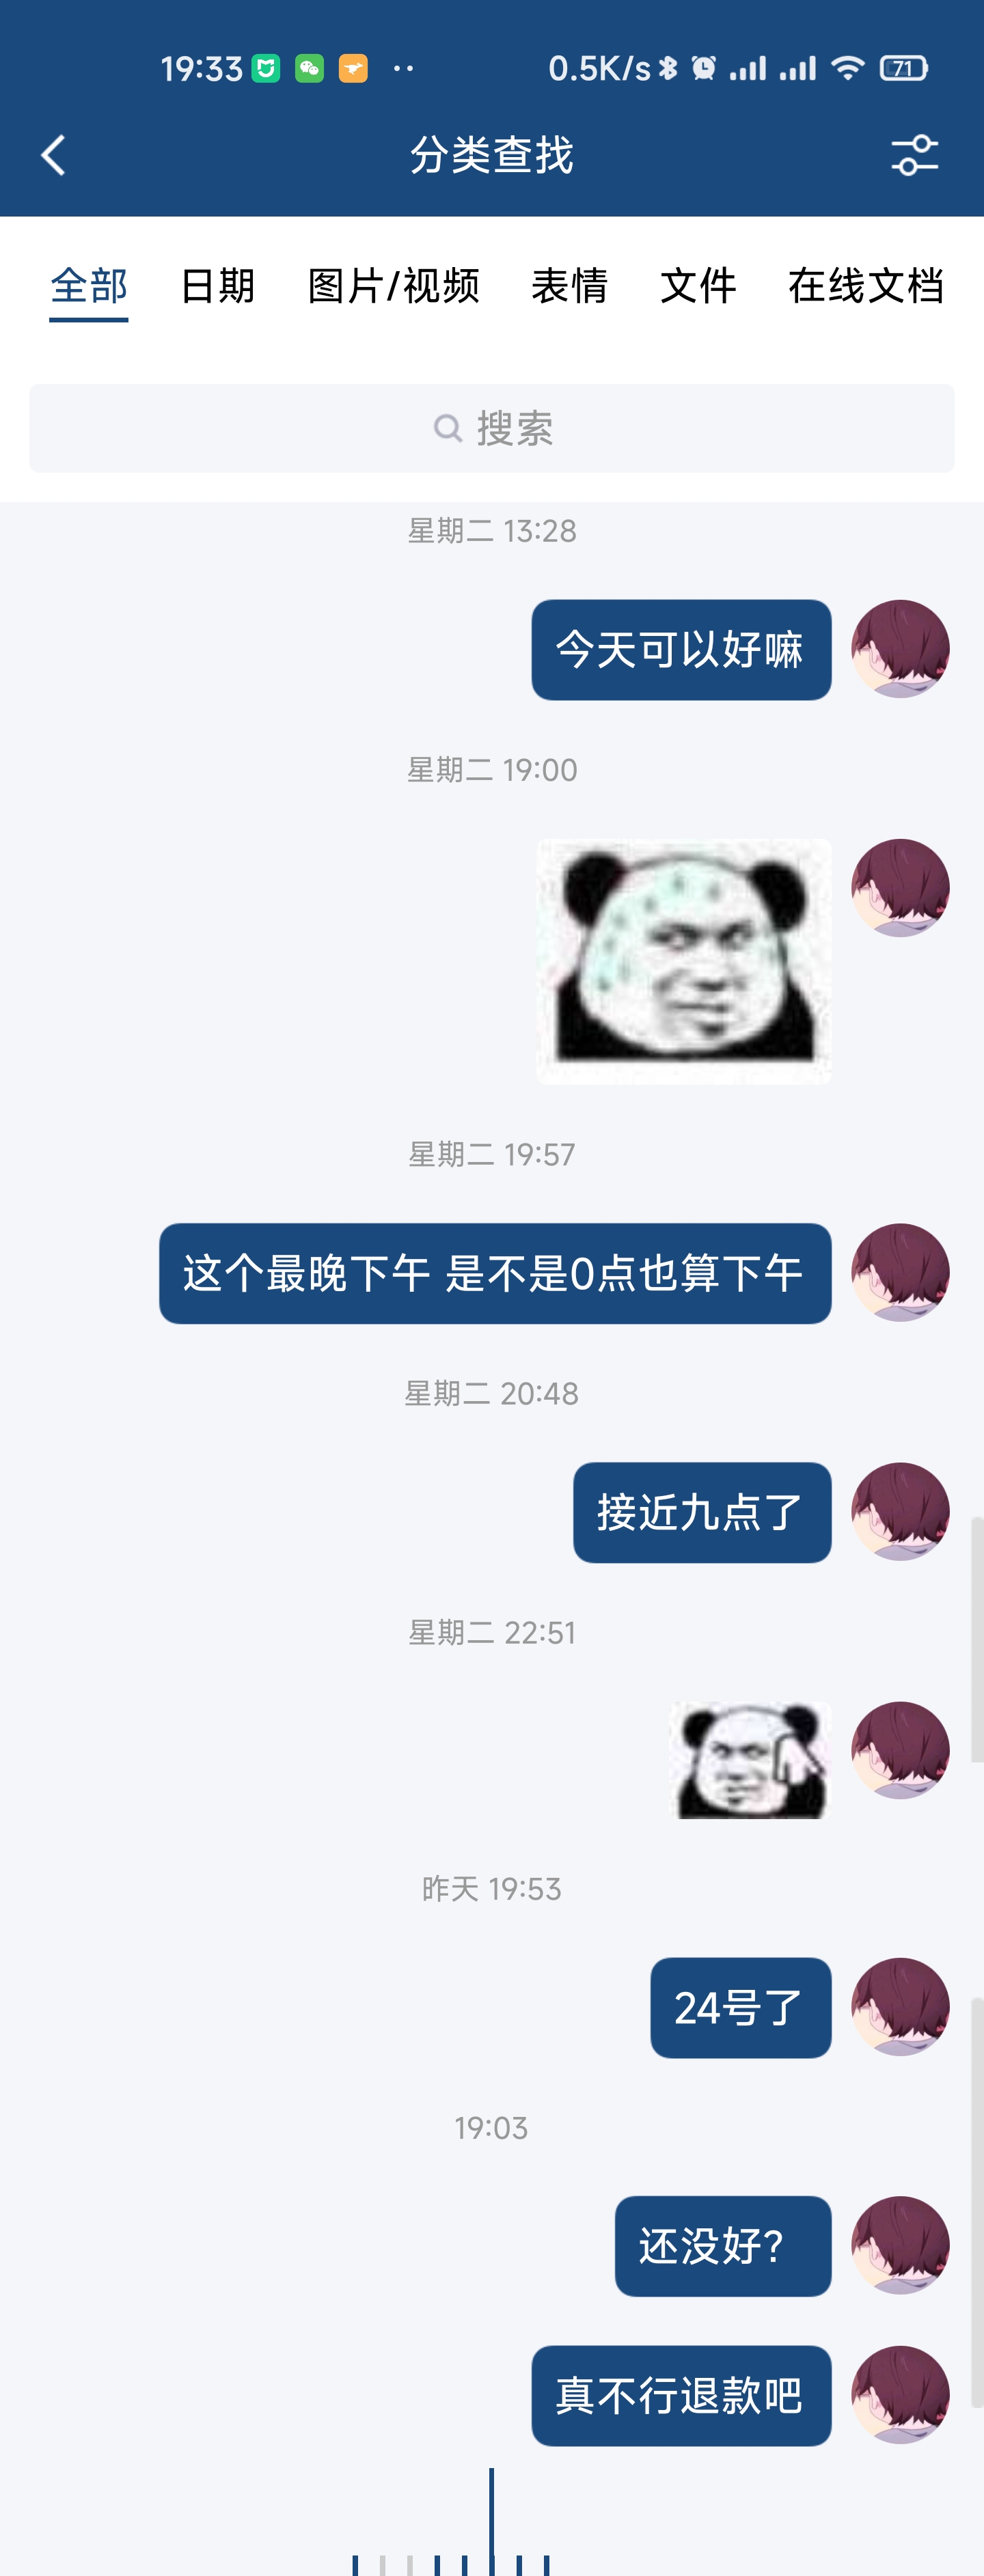 19:33 0.5K/s 71
分类查找
全部 日期 图片/视频 表情 文件 在线文档
搜索
星期二 13:28
今天可以好嘛
星期二 19:00
星期二 19:57
这个最晚下午 是不是0点也算下午
星期二 20:48
接近九点了
星期二 22:51
昨天 19:53
24号了
19:03
还没好?
真不行退款吧